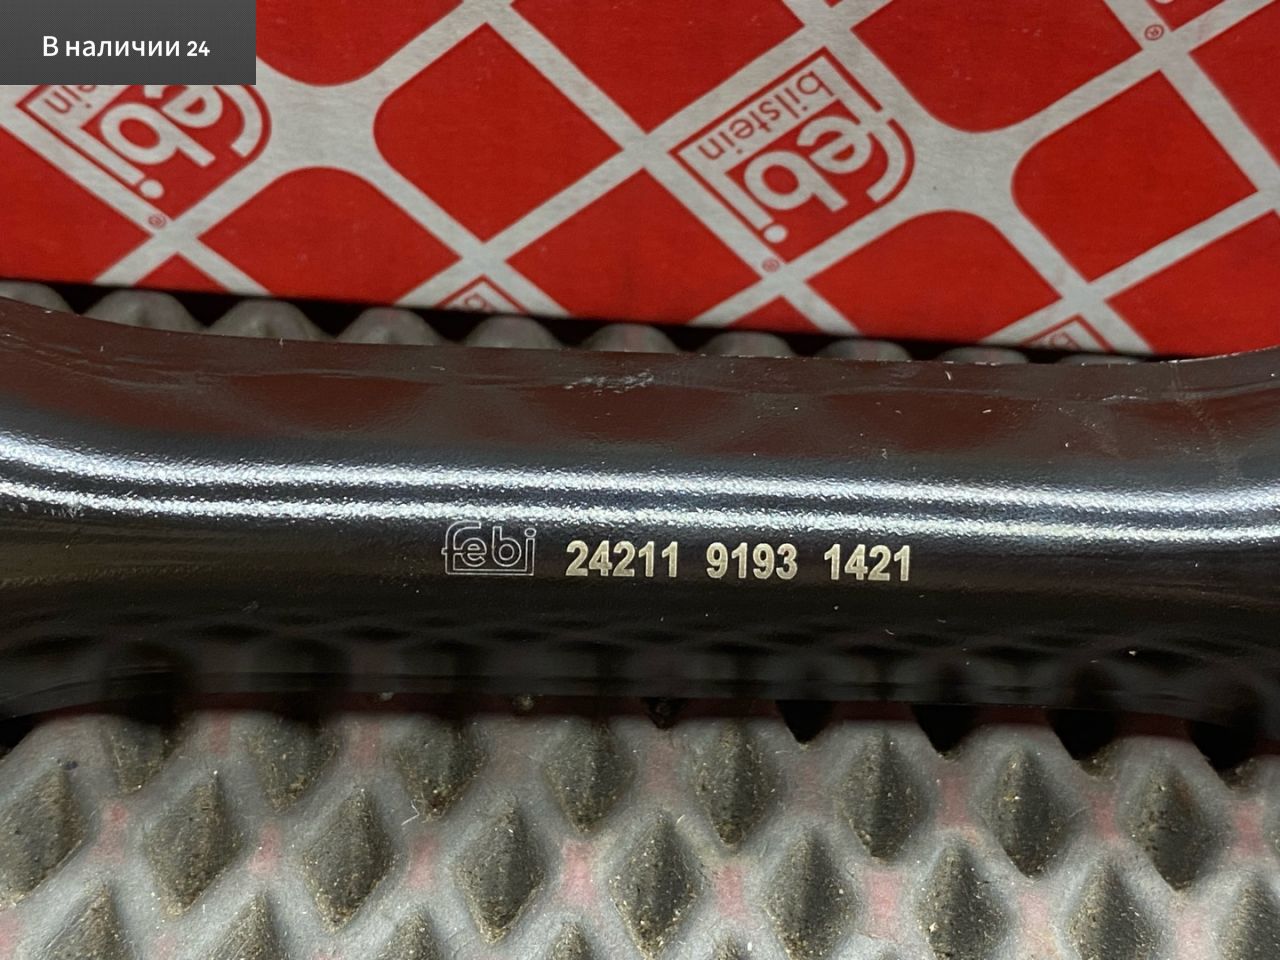 В наличии 24
febi
bilstein
®
febi
bilstein
®
®
febi 24211 9193 1421